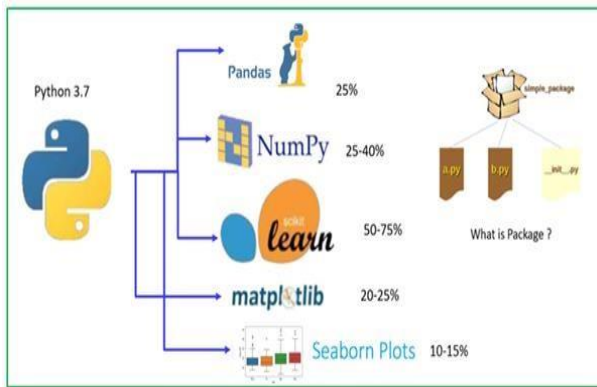 Python 3.7
Pandas
25%
NumPy
25-40%
scikit
learn
50-75%
matplotlib
20-25%
Seaborn Plots
10-15%
simple_package
a.py
b.py
__init__.py
What is Package ?